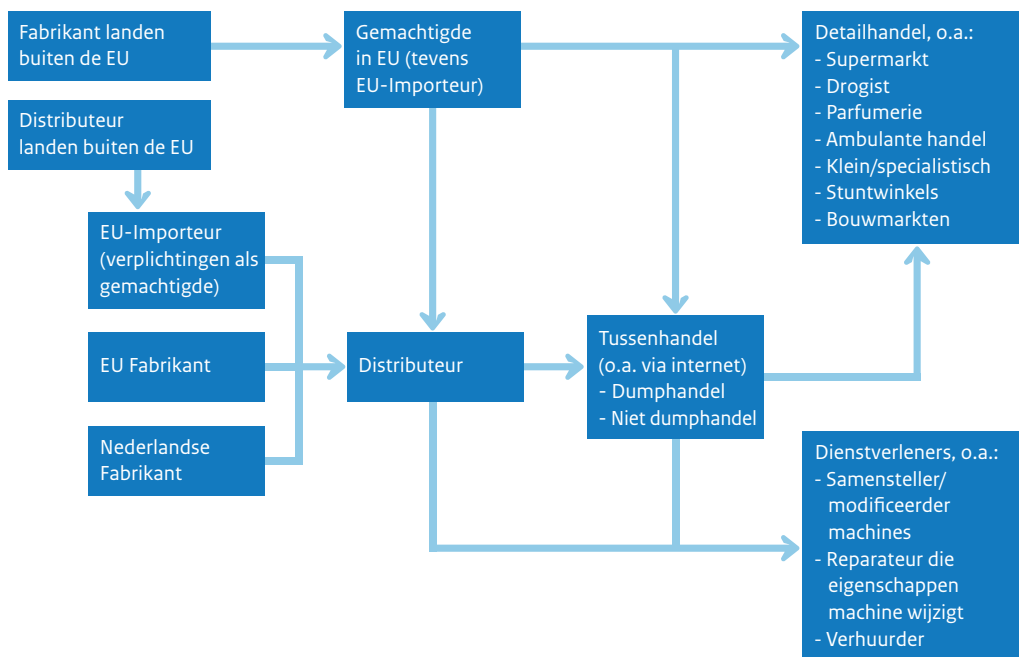 Fabrikant landen
buiten de EU
Gemachtigde
in EU (tevens
EU-Importeur)
Detailhandel, o.a.:
- Supermarkt
- Drogist
- Parfumerie
- Ambulante handel
- Klein/specialistisch
- Stuntwinkels
- Bouwmarkten
Distributeur
landen buiten de EU
EU-Importeur
(verplichtingen als
gemachtigde)
EU Fabrikant
Nederlandse
Fabrikant
Distributeur
Tussenhandel
(o.a. via internet)
- Dumphandel
- Niet dumphandel
Dienstverleners, o.a.:
- Samensteller/
modificeerder
machines
- Reparateur die
eigenschappen
machine wijzigt
- Verhuurder